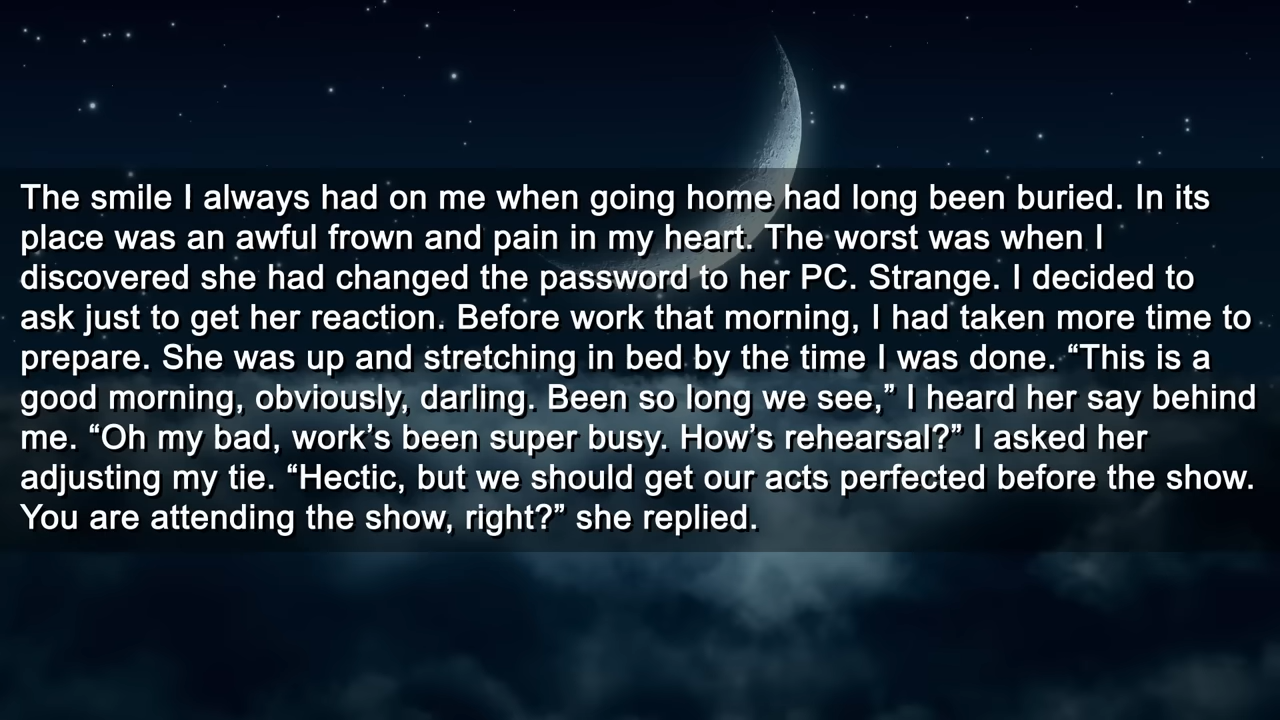 The smile I always had on me when going home had long been buried. In its
place was an awful frown and pain in my heart. The worst was when I
discovered she had changed the password to her PC. Strange. I decided to
ask just to get her reaction. Before work that morning, I had taken more time to
prepare. She was up and stretching in bed by the time I was done. “This is a
good morning, obviously, darling. Been so long we see,” I heard her say behind
me. “Oh my bad, work’s been super busy. How’s rehearsal?” I asked her
adjusting my tie. “Hectic, but we should get our acts perfected before the show.
You are attending the show, right?” she replied.